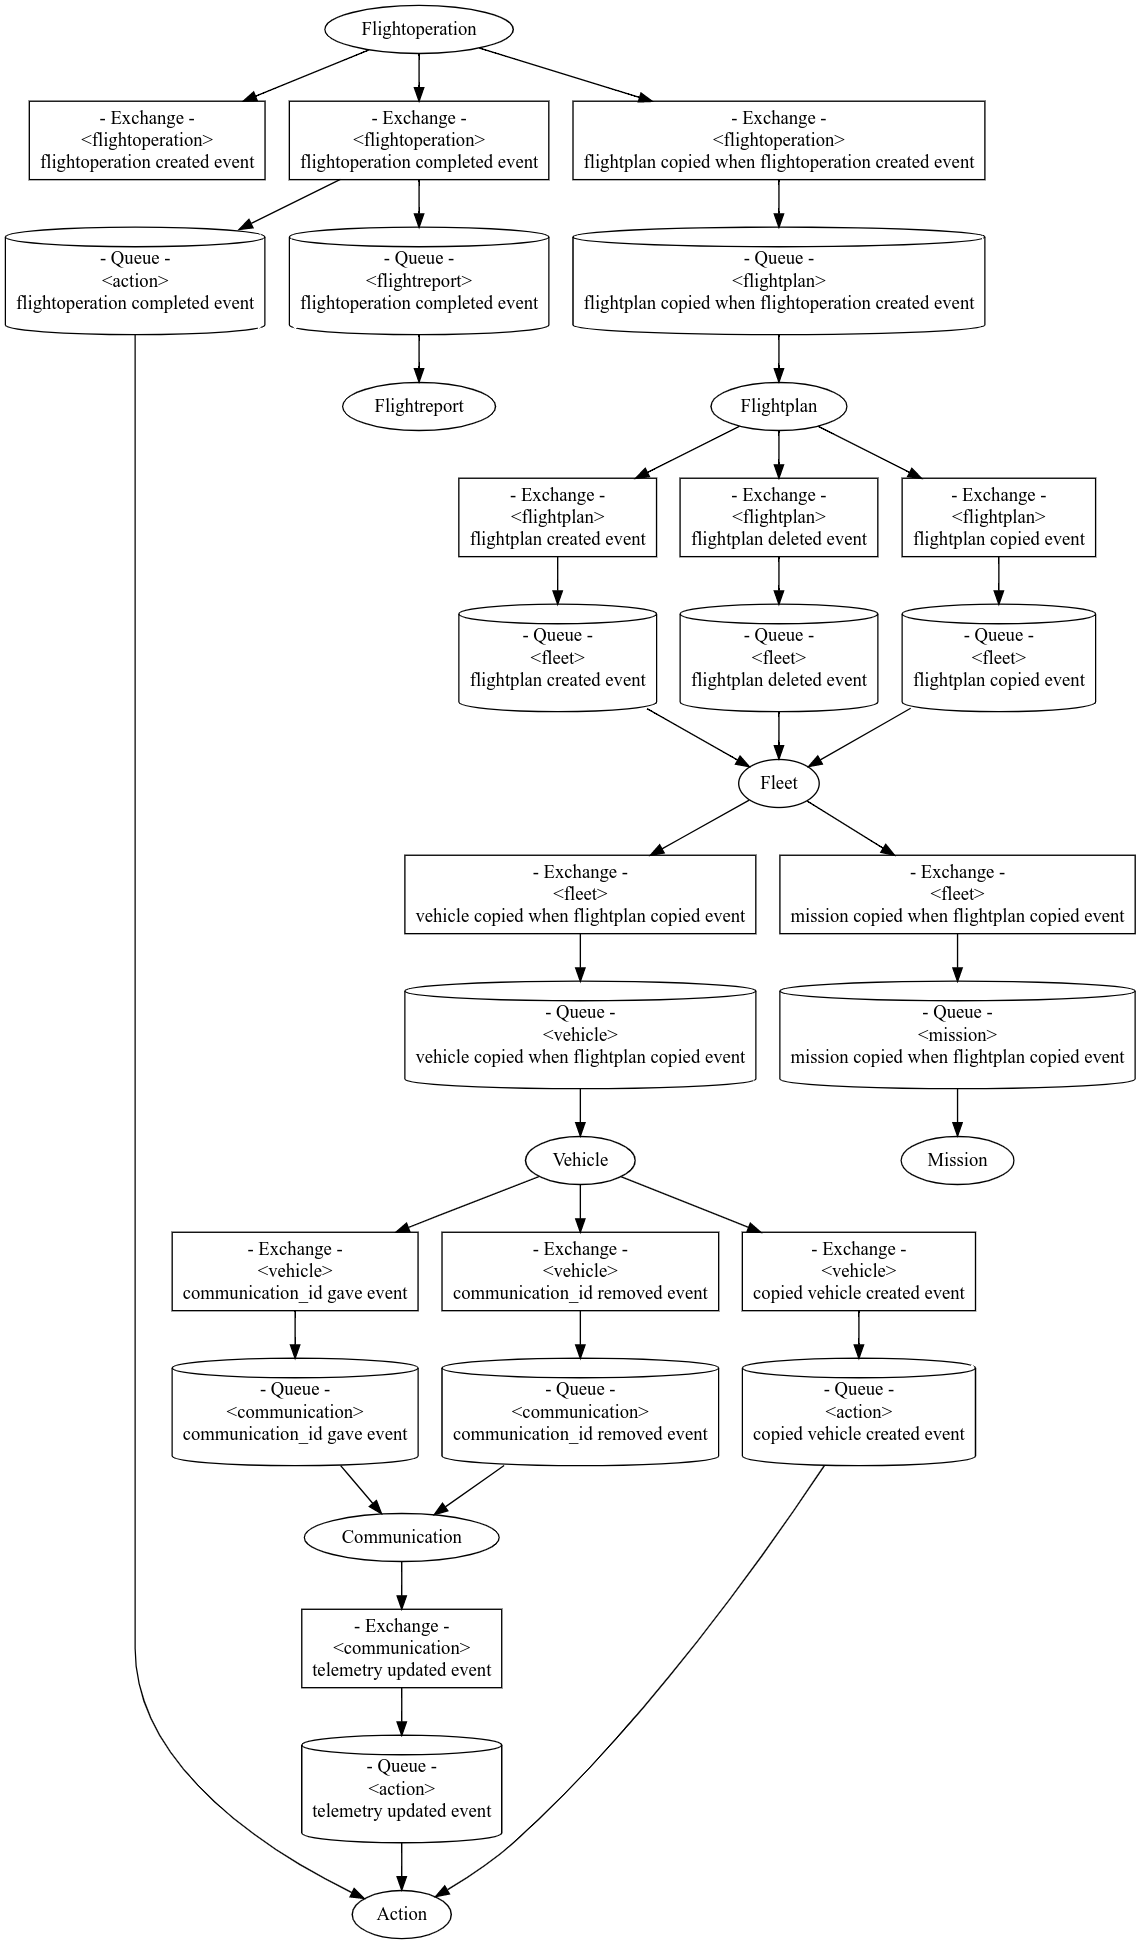 Flightoperation
- Exchange -
<flightoperation>
flightoperation created event
- Exchange -
<flightoperation>
flightoperation completed event
- Exchange -
<flightoperation>
flightplan copied when flightoperation created event
- Queue -
<action>
flightoperation completed event
- Queue -
<flightreport>
flightoperation completed event
- Queue -
<flightplan>
flightplan copied when flightoperation created event
Flightreport
Flightplan
- Exchange -
<flightplan>
flightplan created event
- Exchange -
<flightplan>
flightplan deleted event
- Exchange -
<flightplan>
flightplan copied event
- Queue -
<fleet>
flightplan created event
- Queue -
<fleet>
flightplan deleted event
- Queue -
<fleet>
flightplan copied event
Fleet
- Exchange -
<fleet>
vehicle copied when flightplan copied event
- Exchange -
<fleet>
mission copied when flightplan copied event
- Queue -
<vehicle>
vehicle copied when flightplan copied event
- Queue -
<mission>
mission copied when flightplan copied event
Vehicle
Mission
- Exchange -
<vehicle>
communication_id gave event
- Exchange -
<vehicle>
communication_id removed event
- Exchange -
<vehicle>
copied vehicle created event
- Queue -
<communication>
communication_id gave event
- Queue -
<communication>
communication_id removed event
- Queue -
<action>
copied vehicle created event
Communication
- Exchange -
<communication>
telemetry updated event
- Queue -
<action>
telemetry updated event
Action